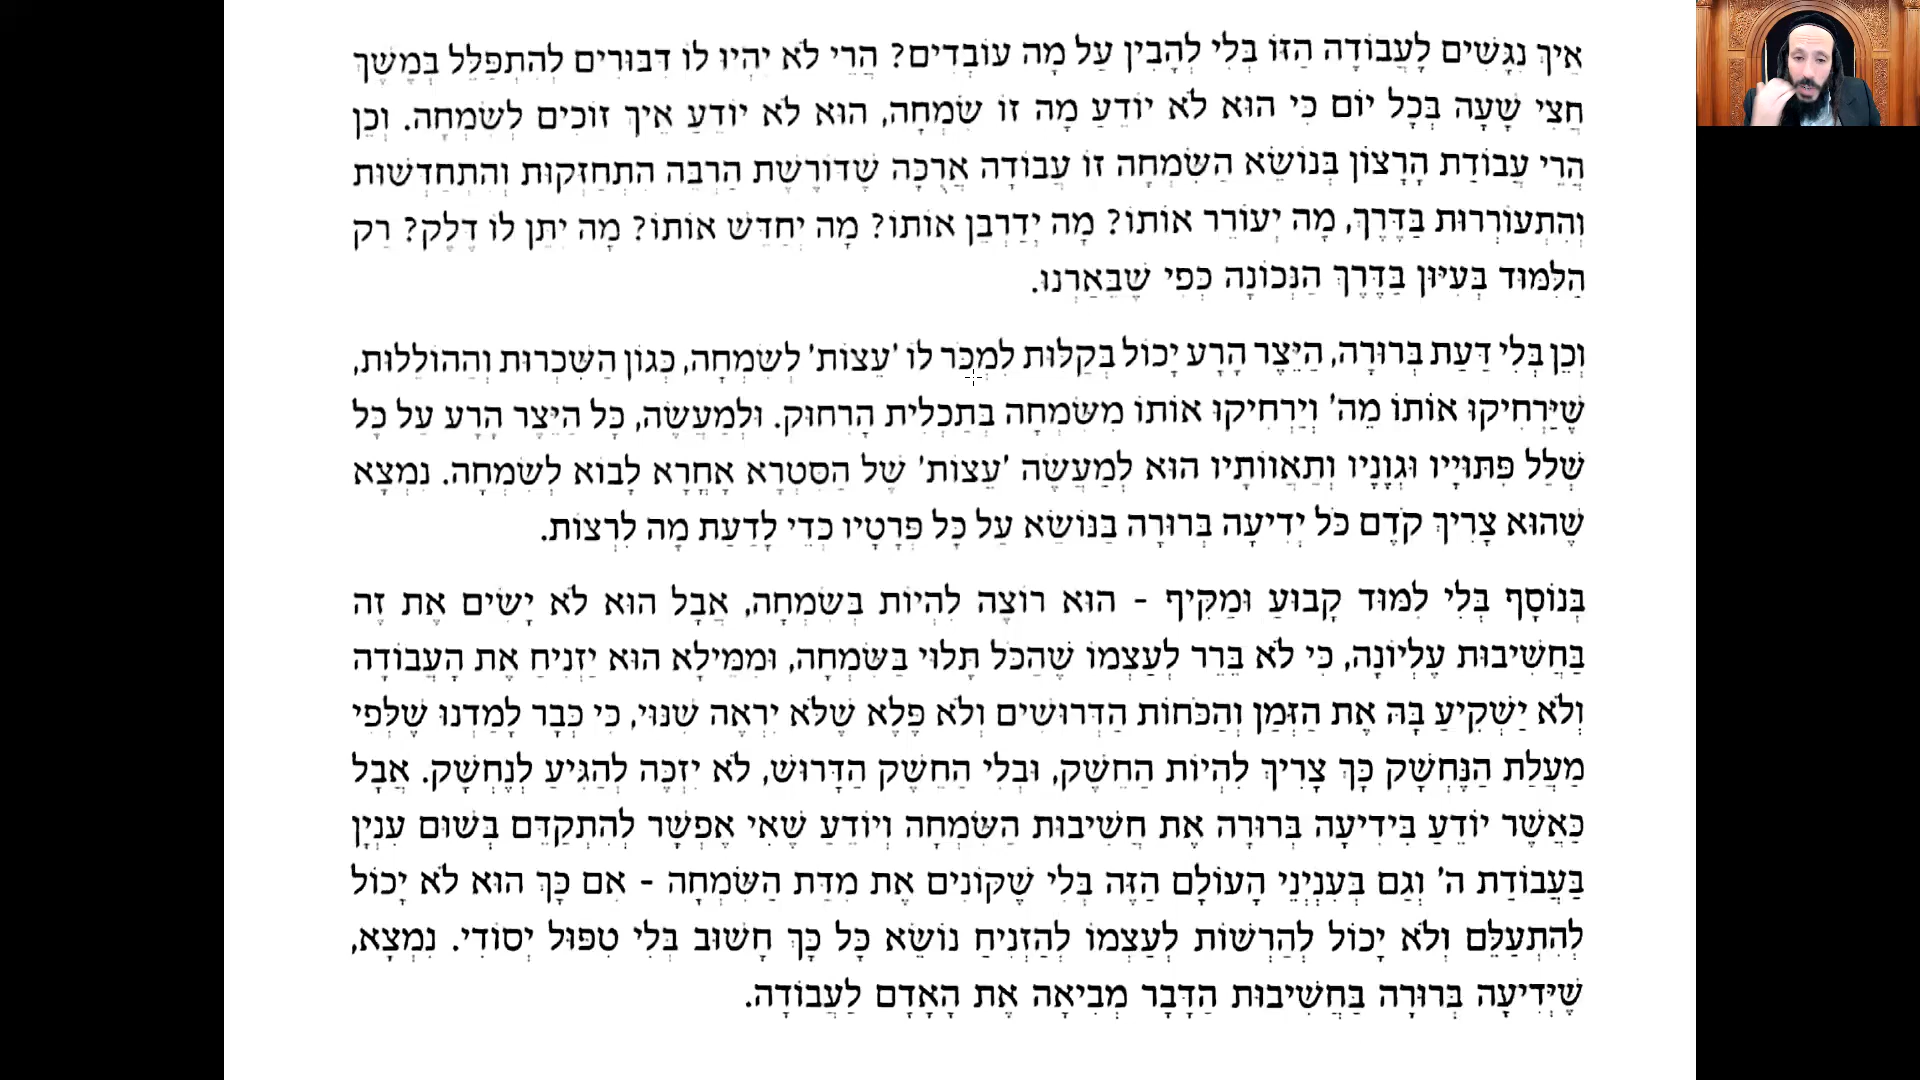 אֵיךְ נִגָּשִׁים לָעֲבוֹדָה הַזּוֹ בְּלִי לְהָבִין עַל מָה עוֹבְדִים? הֲרֵי לֹא יִהְיוּ לוֹ דִּבּוּרִים לְהִתְפַּלֵּל בְּמֶשֶׁךְ
חֲצִי שָׁעָה בְּכָל יוֹם כִּי הוּא לֹא יוֹדֵעַ מָה זוֹ שִׂמְחָה, הוּא לֹא יוֹדֵעַ אֵיךְ זוֹכִים לְשִׂמְחָה. וְכֵן
הֲרֵי עֲבוֹדַת הָרָצוֹן בְּנוֹשֵׂא הַשִּׂמְחָה זוֹ עֲבוֹדָה אֲרֻכָּה שֶׁדּוֹרֶשֶׁת הַרְבֵּה הִתְחַזְּקוּת וְהִתְחַדְּשׁוּת
וְהִתְעוֹרְרוּת בַּדֶּרֶךְ, מָה יְעוֹרֵר אוֹתוֹ? מָה יְדַרְבֵּן אוֹתוֹ? מָה יְחַדֵּשׁ אוֹתוֹ? מָה יִתֵּן לוֹ דֶּלֶק? רַק
הַלִּמּוּד בְּעִיּוּן בַּדֶּרֶךְ הַנְּכוֹנָה כְּפִי שֶׁבֵּאַרְנוּ.
וְכֵן בְּלִי דַּעַת בְּרוּרָה, הַיֵּצֶר הָרָע יָכוֹל בְּקַלּוּת לִמְכֹּר לוֹ 'עֵצוֹת' לְשִׂמְחָה, כְּגוֹן הַשִּׁכְרוּת וְהַהוֹלֵלוּת,
שֶׁיַּרְחִיקוּ אוֹתוֹ מֵה' וְיַרְחִיקוּ אוֹתוֹ מִשִּׂמְחָה בְּתַכְלִית הָרִחוּק. וּלְמַעֲשֶׂה, כָּל הַיֵּצֶר הָרָע עַל כָּל
שְׁלַל פִּתּוּיָיו וּגְוָנָיו וְתַאֲווֹתָיו הוּא לְמַעֲשֶׂה 'עֵצוֹת' שֶׁל הַסִּטְרָא אָחֳרָא לָבוֹא לְשִׂמְחָה. נִמְצָא
שֶׁהוּא צָרִיךְ קֹדֶם כֹּל יְדִיעָה בְּרוּרָה בַּנּוֹשֵׂא עַל כָּל פְּרָטָיו כְּדֵי לָדַעַת מָה לִרְצוֹת.
בְּנוֹסָף בְּלִי לִמּוּד קָבוּעַ וּמַקִּיף - הוּא רוֹצֶה לִהְיוֹת בְּשִׂמְחָה, אֲבָל הוּא לֹא יָשִׂים אֶת זֶה
בַּחֲשִׁיבוּת עֶלְיוֹנָה, כִּי לֹא בֵּרֵר לְעַצְמוֹ שֶׁהַכֹּל תָּלוּי בַּשִּׂמְחָה, וּמִמֵּילָא הוּא יַזְנִיחַ אֶת הָעֲבוֹדָה
וְלֹא יַשְׁקִיעַ בָּהּ אֶת הַזְּמַן וְהַכֹּחוֹת הַדְּרוּשִׁים וְלֹא פֶּלֶא שֶׁלֹּא יִרְאֶה שִׁנּוּי, כִּי כְּבָר לָמַדְנוּ שֶׁלְּפִי
מַעֲלַת הַנֶּחְשָׁק כָּךְ צָרִיךְ לִהְיוֹת הַחֵשֶׁק, וּבְלִי הַחֵשֶׁק הַדָּרוּשׁ, לֹא יִזְכֶּה לְהַגִּיעַ לְנֶחְשָׁק. אֲבָל
כַּאֲשֶׁר יוֹדֵעַ בִּידִיעָה בְּרוּרָה אֶת חֲשִׁיבוּת הַשִּׂמְחָה וְיוֹדֵעַ שֶׁאִי אֶפְשָׁר לְהִתְקַדֵּם בְּשׁוּם עִנְיָן
בַּעֲבוֹדַת ה' וְגַם בְּעִנְיְנֵי הָעוֹלָם הַזֶּה בְּלִי שֶׁקּוֹנִים אֶת מִדַּת הַשִּׂמְחָה - אִם כָּךְ הוּא לֹא יָכוֹל
לְהִתְעַלֵּם וְלֹא יָכוֹל לְהַרְשׁוֹת לְעַצְמוֹ לְהַזְנִיחַ נוֹשֵׂא כָּל כָּךְ חָשׁוּב בְּלִי טִפּוּל יְסוֹדִי. נִמְצָא,
שֶׁיְּדִיעָה בְּרוּרָה בַּחֲשִׁיבוּת הַדָּבָר מְבִיאָה אֶת הָאָדָם לַעֲבוֹדָה.